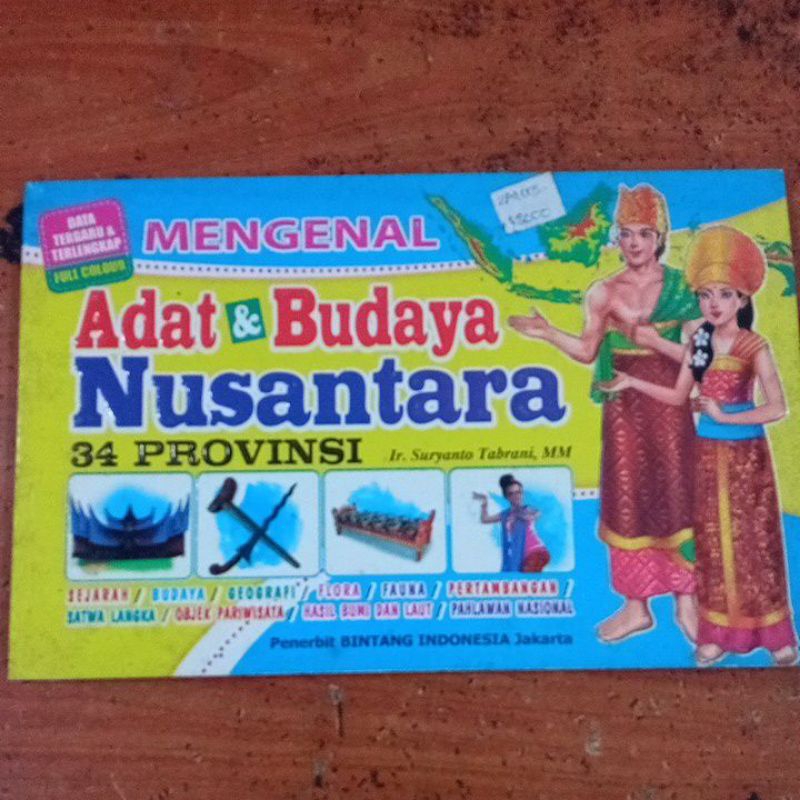 DATA
TERBARU &
TERLENGKAP
FULL COLOUR
MENGENAL
Adat & Budaya
Nusantara
34 PROVINSI
Ir. Suryanto Tabrani, MM
SEJARAH / BUDAYA / GEOGRAFI / FLORA / FAUNA / PERTAMBANGAN /
SATWA LANGKA / OBJEK PARIWISATA / HASIL BUMI DAN LAUT / PAHLAWAN NASIONAL
Penerbit BINTANG INDONESIA Jakarta